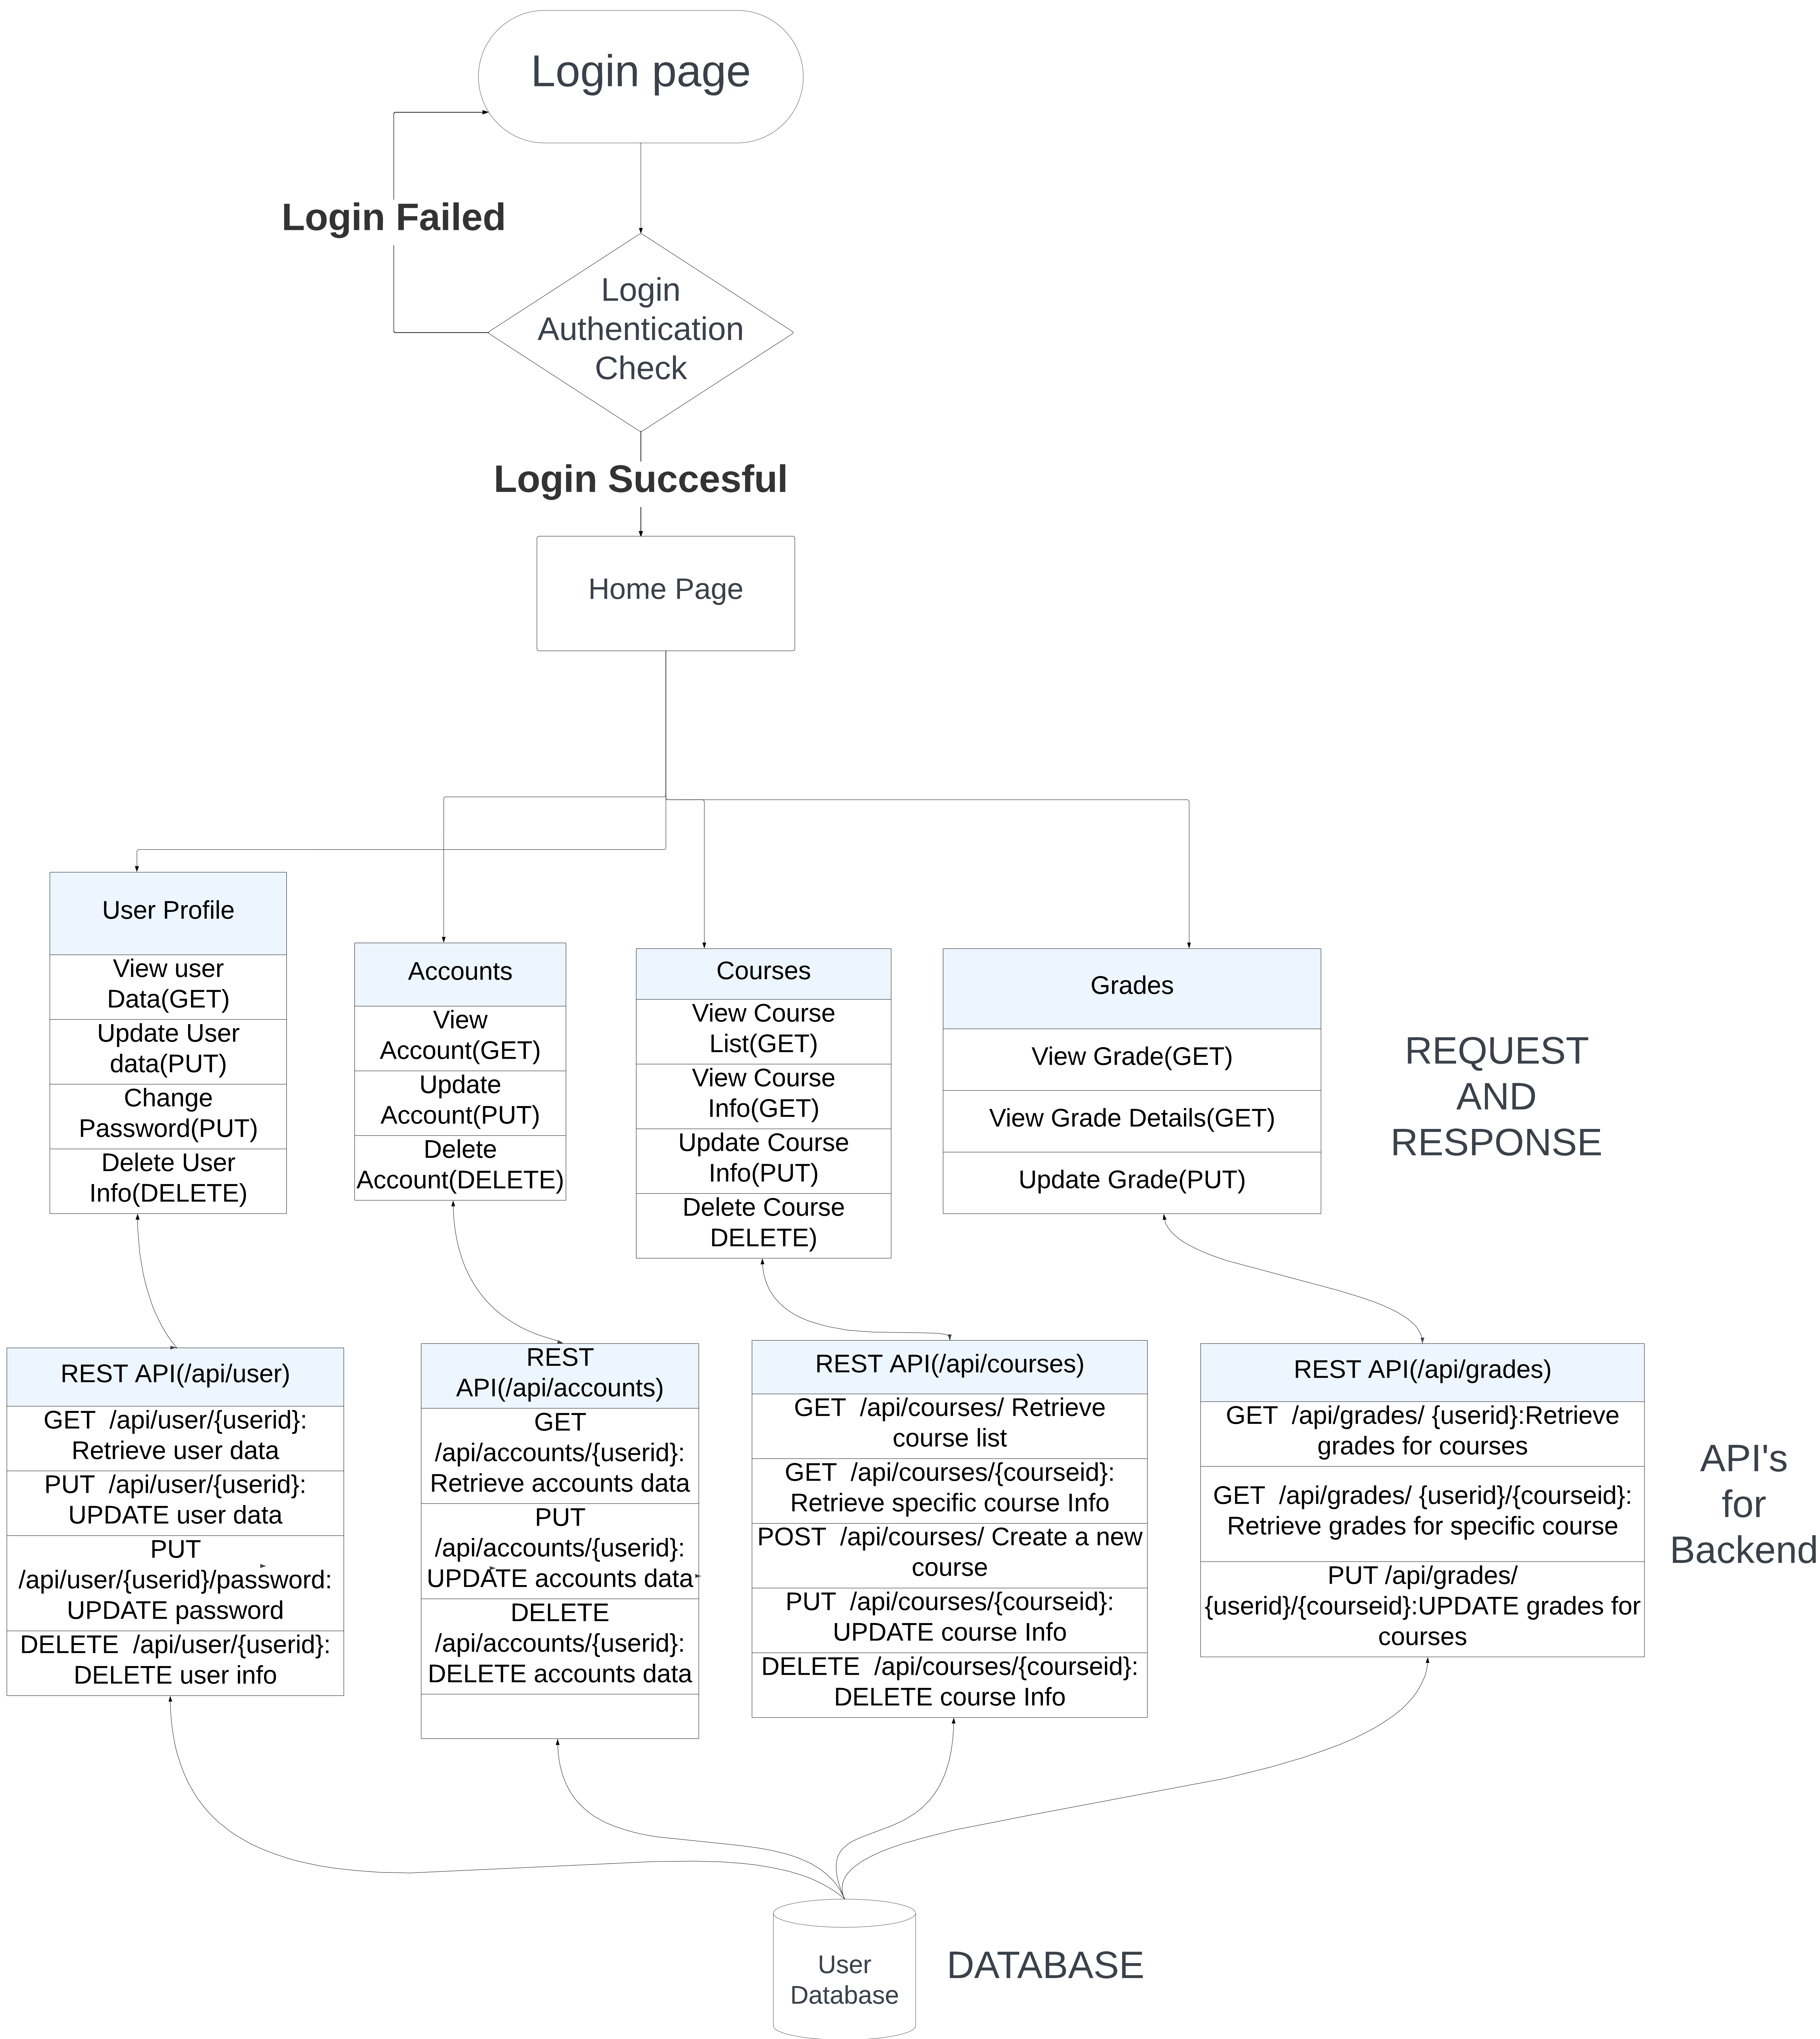 Login page
Login Failed
Login
Authentication
Check
Login Succesful
Home Page
User Profile
View user
Data(GET)
Update User
data(PUT)
Change
Password(PUT)
Delete User
Info(DELETE)
Accounts
View
Account(GET)
Update
Account(PUT)
Delete
Account(DELETE)
Courses
View Course
List(GET)
View Course
Info(GET)
Update Course
Info(PUT)
Delete Course
DELETE)
Grades
View Grade(GET)
View Grade Details(GET)
Update Grade(PUT)
REQUEST
AND
RESPONSE
REST API(/api/user)
GET  /api/user/{userid}:
Retrieve user data
PUT  /api/user/{userid}:
UPDATE user data
PUT
/api/user/{userid}/password:
UPDATE password
DELETE  /api/user/{userid}:
DELETE user info
REST
API(/api/accounts)
GET
/api/accounts/{userid}:
Retrieve accounts data
PUT
/api/accounts/{userid}:
UPDATE accounts data
DELETE
/api/accounts/{userid}:
DELETE accounts data
REST API(/api/courses)
GET  /api/courses/ Retrieve
course list
GET  /api/courses/{courseid}:
Retrieve specific course Info
POST  /api/courses/ Create a new
course
PUT  /api/courses/{courseid}:
UPDATE course Info
DELETE  /api/courses/{courseid}:
DELETE course Info
REST API(/api/grades)
GET  /api/grades/ {userid}:Retrieve
grades for courses
GET  /api/grades/ {userid}/{courseid}:
Retrieve grades for specific course
PUT /api/grades/
{userid}/{courseid}:UPDATE grades for
courses
API's
for
Backend
User
Database
DATABASE